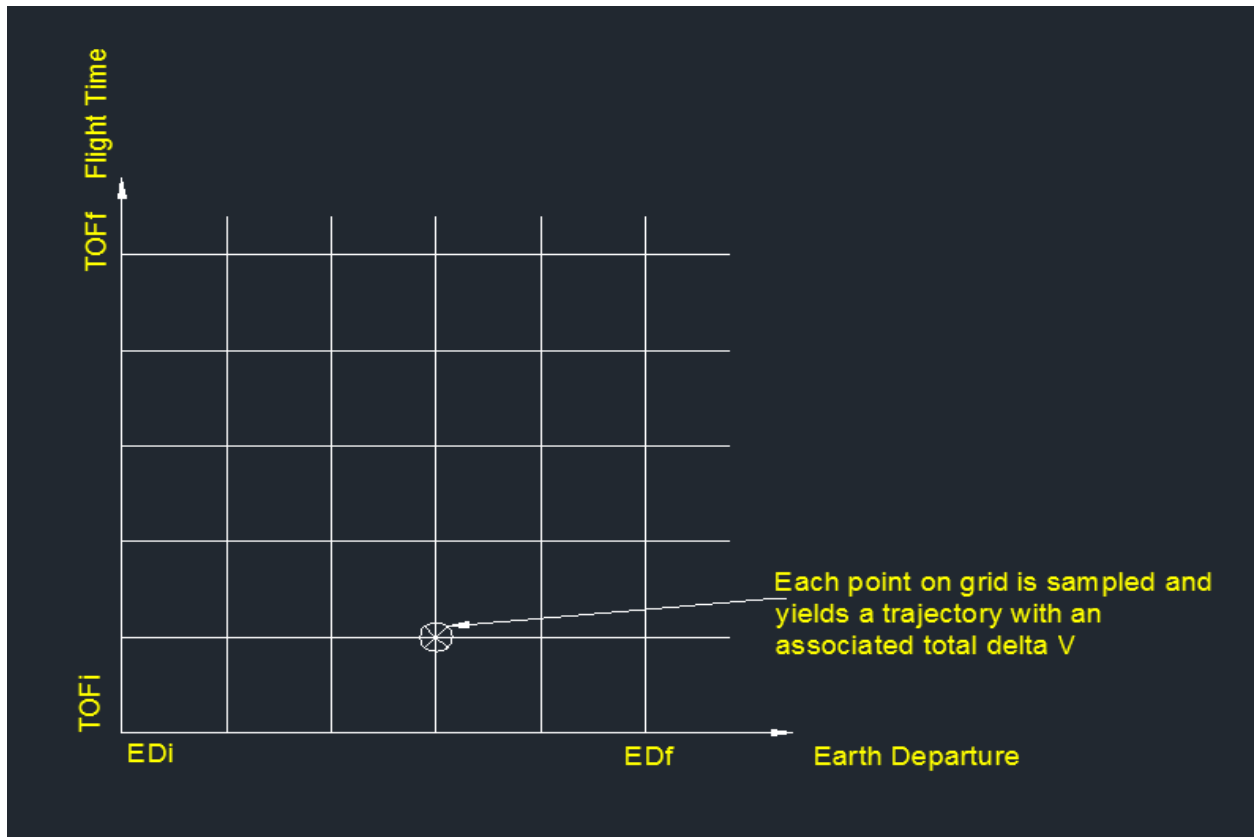 Flight Time
TOFf
TOFi
EDi
EDf
Earth Departure
Each point on grid is sampled and
yields a trajectory with an
associated total delta V